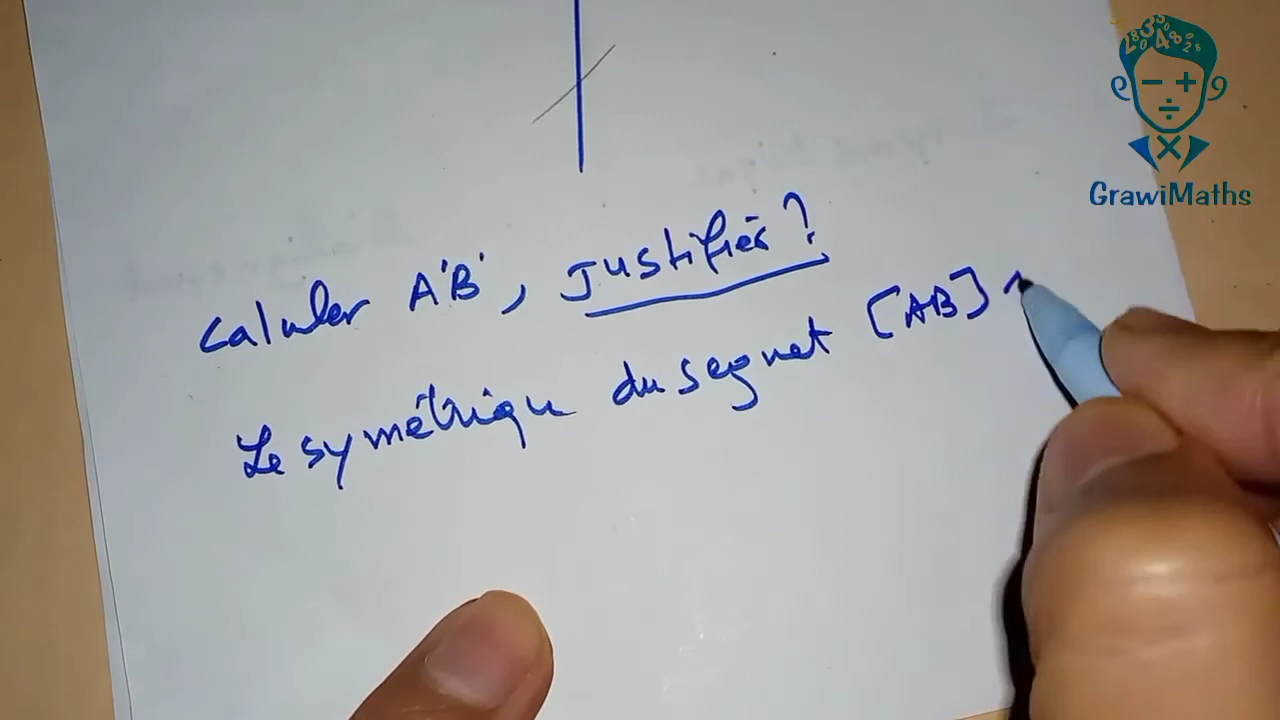 GrawiMaths
Calculer A'B', Justifier?
Le symétrique du segment [AB]